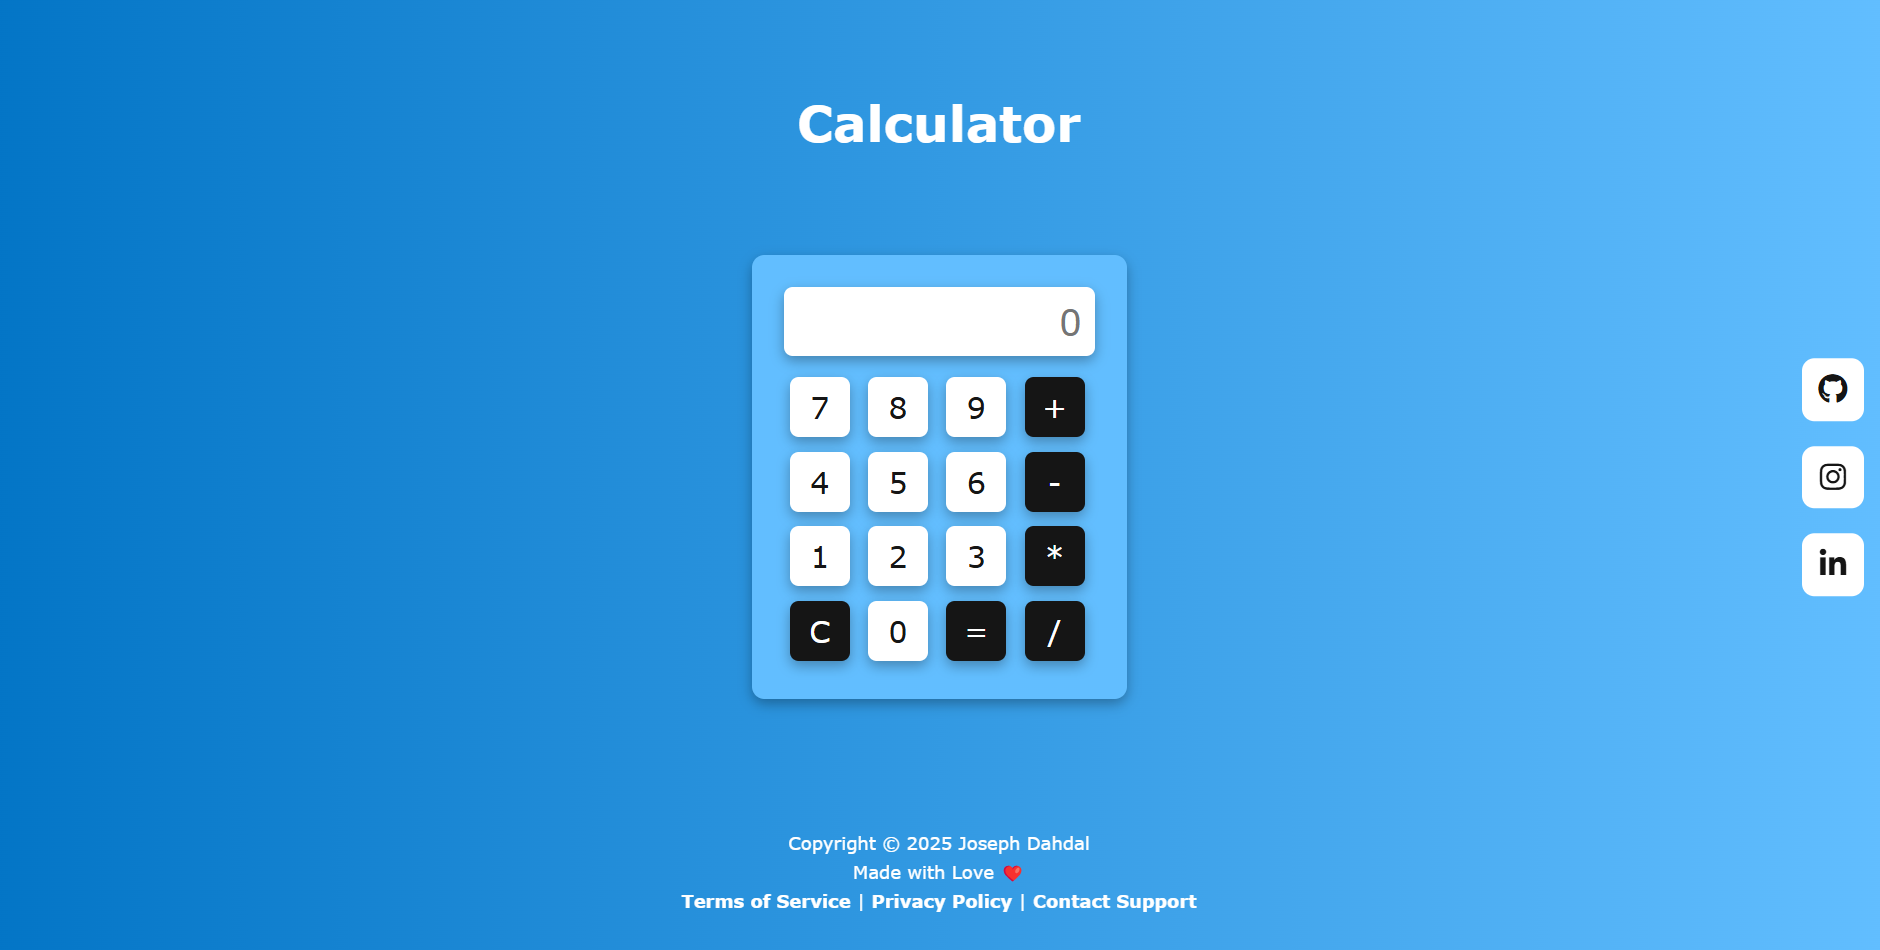 Calculator
0
7 8 9 +
4 5 6 -
1 2 3 *
C 0 = /
Copyright © 2025 Joseph Dahdal
Made with Love ❤️
Terms of Service | Privacy Policy | Contact Support